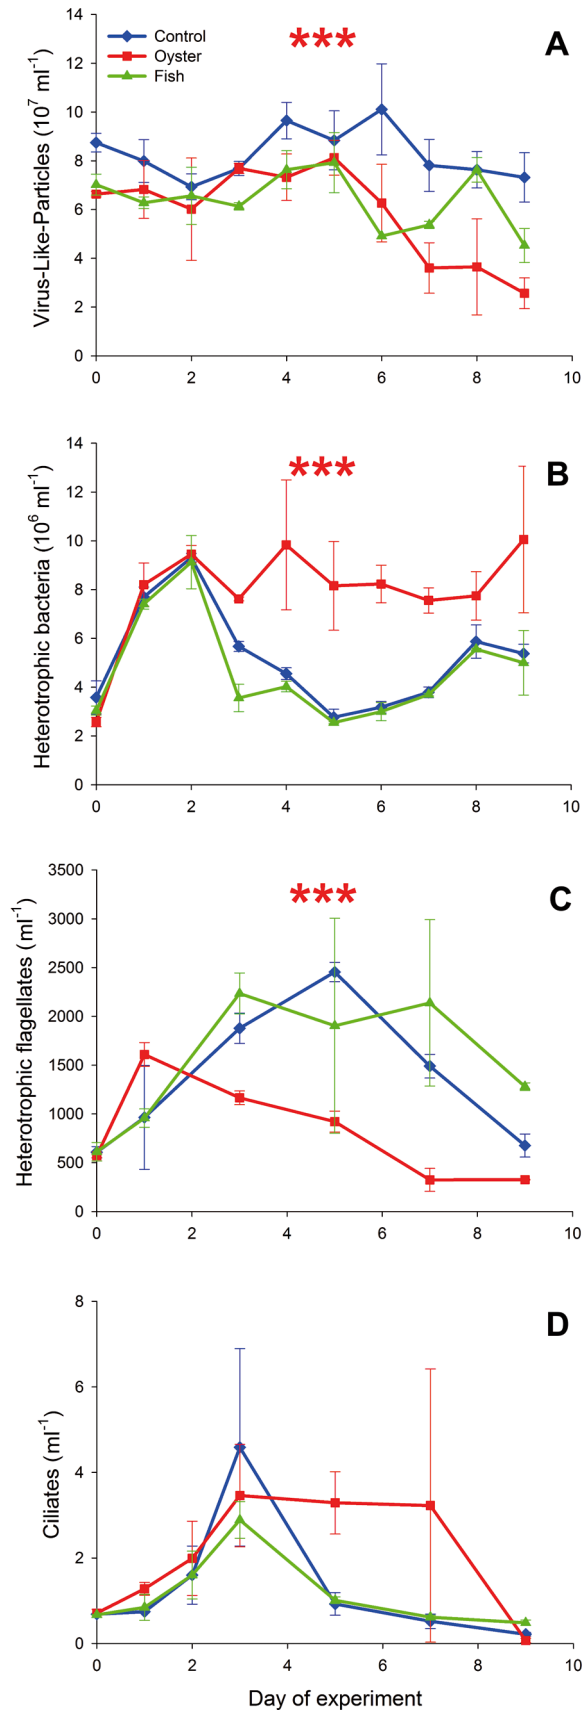 14
12
10
8
6
4
2
0
Virus-Like-Particles (10⁷ ml⁻¹)
Control
Oyster
Fish
***
A
0 2 4 6 8 10
14
12
10
8
6
4
2
0
Heterotrophic bacteria (10⁶ ml⁻¹)
***
B
0 2 4 6 8 10
3500
3000
2500
2000
1500
1000
500
0
Heterotrophic flagellates (ml⁻¹)
***
C
0 2 4 6 8 10
8
6
4
2
0
Ciliates (ml⁻¹)
D
0 2 4 6 8 10
Day of experiment